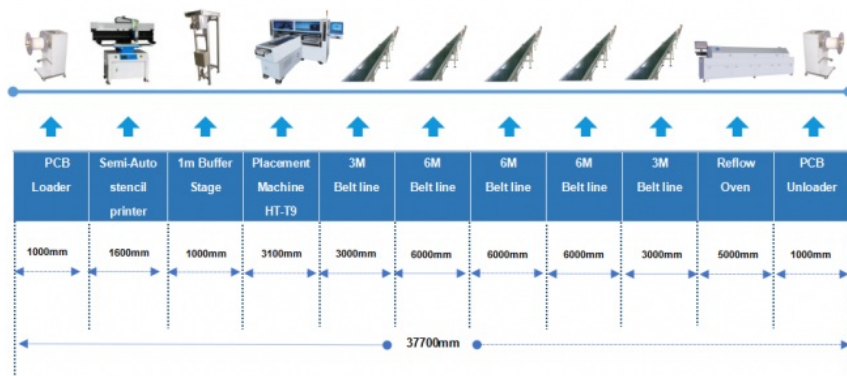 PCB
Loader
Semi-Auto
stencil
printer
1m Buffer
Stage
Placement
Machine
HT-T9
3M
Belt line
6M
Belt line
6M
Belt line
6M
Belt line
3M
Belt line
Reflow
Oven
PCB
Unloader
1000mm
1600mm
1000mm
3100mm
3000mm
6000mm
6000mm
6000mm
3000mm
5000mm
1000mm
37700mm